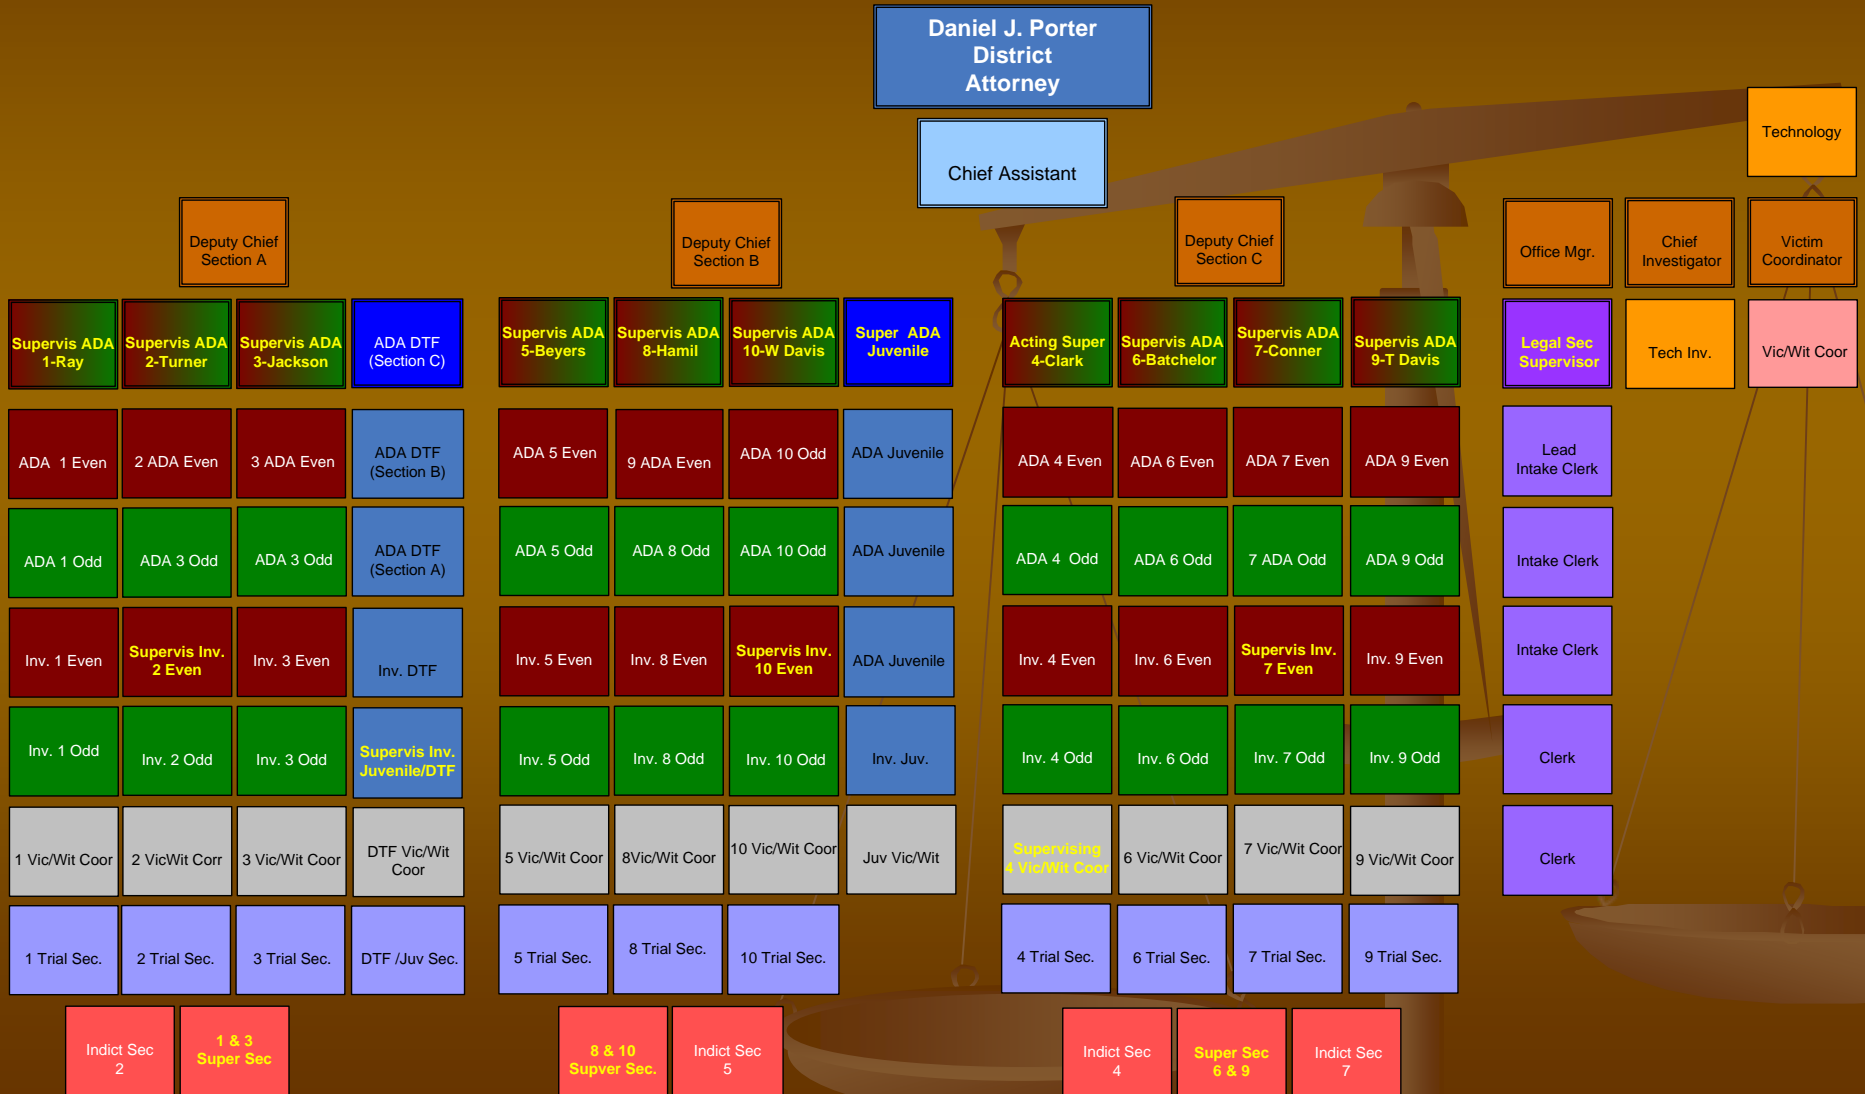 Daniel J. Porter
District
Attorney
Technology
Chief Assistant
Deputy Chief
Section A
Deputy Chief
Section B
Deputy Chief
Section C
Office Mgr.
Chief
Investigator
Victim
Coordinator
Supervis ADA
1-Ray
Supervis ADA
2-Turner
Supervis ADA
3-Jackson
ADA DTF
(Section C)
Supervis ADA
5-Beyers
Supervis ADA
8-Hamil
Supervis ADA
10-W Davis
Super ADA
Juvenile
Acting Super
4-Clark
Supervis ADA
6-Batchelor
Supervis ADA
7-Conner
Supervis ADA
9-T Davis
Legal Sec
Supervisor
Tech Inv.
Vic/Wit Coor
ADA 1 Even
2 ADA Even
3 ADA Even
ADA DTF
(Section B)
ADA 5 Even
9 ADA Even
ADA 10 Odd
ADA Juvenile
ADA 4 Even
ADA 6 Even
ADA 7 Even
ADA 9 Even
Lead
Intake Clerk
ADA 1 Odd
ADA 3 Odd
ADA 3 Odd
ADA DTF
(Section A)
ADA 5 Odd
ADA 8 Odd
ADA 10 Odd
ADA Juvenile
ADA 4 Odd
ADA 6 Odd
7 ADA Odd
ADA 9 Odd
Intake Clerk
Inv. 1 Even
Supervis Inv.
2 Even
Inv. 3 Even
Inv. DTF
Inv. 5 Even
Inv. 8 Even
Supervis Inv.
10 Even
ADA Juvenile
Inv. 4 Even
Inv. 6 Even
Supervis Inv.
7 Even
Inv. 9 Even
Intake Clerk
Inv. 1 Odd
Inv. 2 Odd
Inv. 3 Odd
Supervis Inv.
Juvenile/DTF
Inv. 5 Odd
Inv. 8 Odd
Inv. 10 Odd
Inv. Juv.
Inv. 4 Odd
Inv. 6 Odd
Inv. 7 Odd
Inv. 9 Odd
Clerk
1 Vic/Wit Coor
2 VicWit Corr
3 Vic/Wit Coor
DTF Vic/Wit
Coor
5 Vic/Wit Coor
8Vic/Wit Coor
10 Vic/Wit Coor
Juv Vic/Wit
Supervising
4 Vic/Wit Coor
6 Vic/Wit Coor
7 Vic/Wit Coor
9 Vic/Wit Coor
Clerk
1 Trial Sec.
2 Trial Sec.
3 Trial Sec.
DTF /Juv Sec.
5 Trial Sec.
8 Trial Sec.
10 Trial Sec.
4 Trial Sec.
6 Trial Sec.
7 Trial Sec.
9 Trial Sec.
Indict Sec
2
1 & 3
Super Sec
8 & 10
Supver Sec.
Indict Sec
5
Indict Sec
4
Super Sec
6 & 9
Indict Sec
7